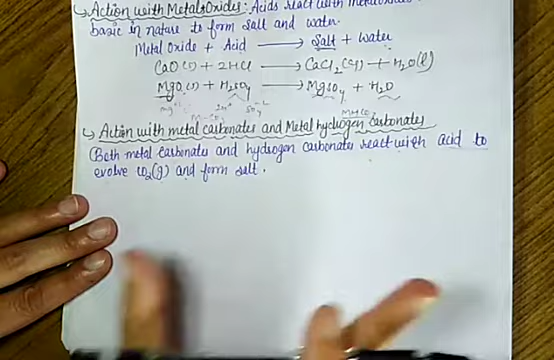 ↳ Action with Metal Oxides: Acids react with metal oxides
basic in nature to form Salt and water.
Metal Oxide + Acid ⟶ Salt + Water
CaO(s) + 2HCl ⟶ CaCl₂(aq) + H₂O(l)
MgO(s) + H₂SO₄ ⟶ MgSO₄ + H₂O
↳ Action with metal carbonates and Metal hydrogen carbonates
Both metal carbonates and hydrogen carbonates react with acid to
evolve CO₂(g) and form salt.